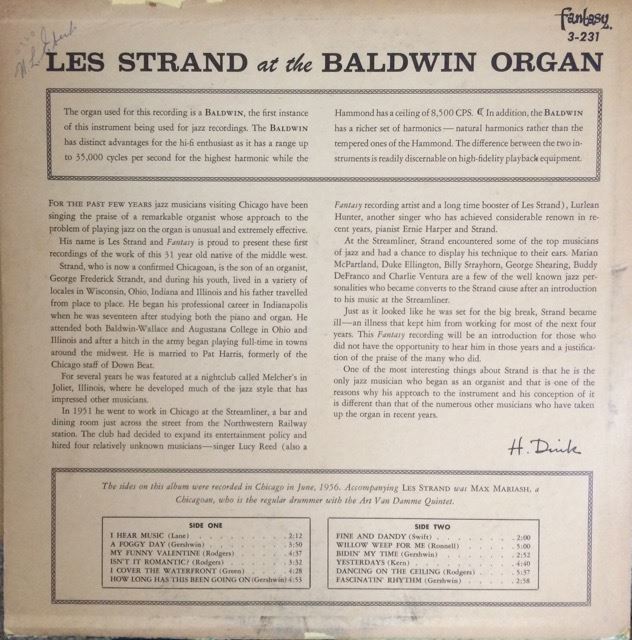 fantasy.
3-231
LES STRAND at the BALDWIN ORGAN
The organ used for this recording is a BALDWIN, the first instance
of this instrument being used for jazz recordings. The BALDWIN
has distinct advantages for the hi-fi enthusiast as it has a range up
to 35,000 cycles per second for the highest harmonic while the
Hammond has a ceiling of 8,500 CPS. ❡ In addition, the BALDWIN
has a richer set of harmonics — natural harmonics rather than the
tempered ones of the Hammond. The difference between the two in-
struments is readily discernable on high-fidelity playback equipment.
FOR THE PAST FEW YEARS jazz musicians visiting Chicago have been
singing the praise of a remarkable organist whose approach to the
problem of playing jazz on the organ is unusual and extremely effective.
His name is Les Strand and Fantasy is proud to present these first
recordings of the work of this 31 year old native of the middle west.
Strand, who is now a confirmed Chicagoan, is the son of an organist,
George Frederick Strandt, and during his youth, lived in a variety of
locales in Wisconsin, Ohio, Indiana and Illinois and his father travelled
from place to place. He began his professional career in Indianapolis
when he was seventeen after studying both the piano and organ. He
attended both Baldwin-Wallace and Augustana College in Ohio and
Illinois and after a hitch in the army began playing full-time in towns
around the midwest. He is married to Pat Harris, formerly of the
Chicago staff of Down Beat.
For several years he was featured at a nightclub called Melcher's in
Joliet, Illinois, where he developed much of the jazz style that has
impressed other musicians.
In 1951 he went to work in Chicago at the Streamliner, a bar and
dining room just across the street from the Northwestern Railway
station. The club had decided to expand its entertainment policy and
hired four relatively unknown musicians—singer Lucy Reed (also a
Fantasy recording artist and a long time booster of Les Strand), Lurlean
Hunter, another singer who has achieved considerable renown in re-
cent years, pianist Ernie Harper and Strand.
At the Streamliner, Strand encountered some of the top musicians
of jazz and had a chance to display his technique to their ears. Marian
McPartland, Duke Ellington, Billy Strayhorn, George Shearing, Buddy
DeFranco and Charlie Ventura are a few of the well known jazz per-
sonalities who became converts to the Strand cause after an introduction
to his music at the Streamliner.
Just as it looked like he was set for the big break, Strand became
ill—an illness that kept him from working for most of the next four
years. This Fantasy recording will be an introduction for those who
did not have the opportunity to hear him in those years and a justifica-
tion of the praise of the many who did.
One of the most interesting things about Strand is that he is the
only jazz musician who began as an organist and that is one of the
reasons why his approach to the instrument and his conception of it
is different than that of the numerous other musicians who have taken
up the organ in recent years.
The sides on this album were recorded in Chicago in June, 1956. Accompanying LES STRAND was MAX MARIASH, a
Chicagoan, who is the regular drummer with the Art Van Damme Quintet.
SIDE ONE
I HEAR MUSIC (Lane) 2:12
A FOGGY DAY (Gershwin) 3:50
MY FUNNY VALENTINE (Rodgers) 4:37
ISN'T IT ROMANTIC? (Rodgers) 3:32
I COVER THE WATERFRONT (Green) 4:28
HOW LONG HAS THIS BEEN GOING ON (Gershwin) 4:53
SIDE TWO
FINE AND DANDY (Swift) 2:00
WILLOW WEEP FOR ME (Ronnell) 5:00
BIDIN' MY TIME (Gershwin) 2:52
YESTERDAYS (Kern) 4:40
DANCING ON THE CEILING (Rodgers) 5:37
FASCINATIN' RHYTHM (Gershwin) 2:58